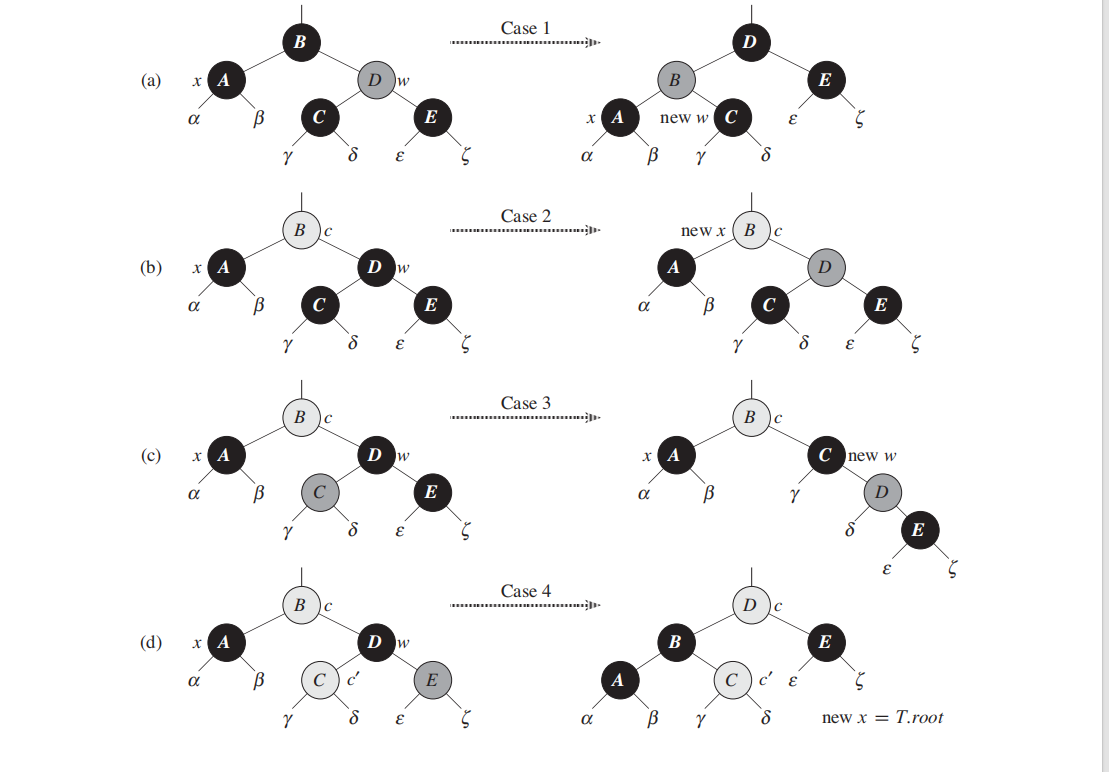 Case 1
B D
(a) x A D w B E
C E x A new w C ε ζ
α β
γ δ ε ζ α β γ δ
Case 2
B c new x B c
(b) x A D w A D
α β C E α β C E
γ δ ε ζ γ δ ε ζ
Case 3
B c B c
(c) x A D w x A C new w
α β C E α β γ D
γ δ ε ζ δ E
ε ζ
Case 4
B c D c
(d) x A D w B E
α β C c′ E A C c′ ε ζ
γ δ ε ζ α β γ δ new x = T.root